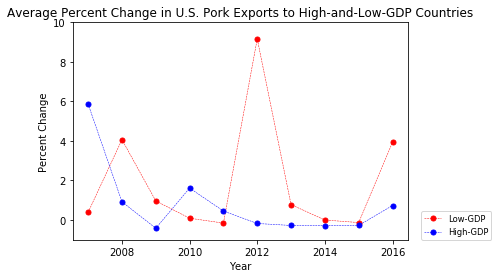 Average Percent Change in U.S. Pork Exports to High-and-Low-GDP Countries
10
8
6
4
2
0
Percent Change
2008 2010 2012 2014 2016
Year
Low-GDP
High-GDP